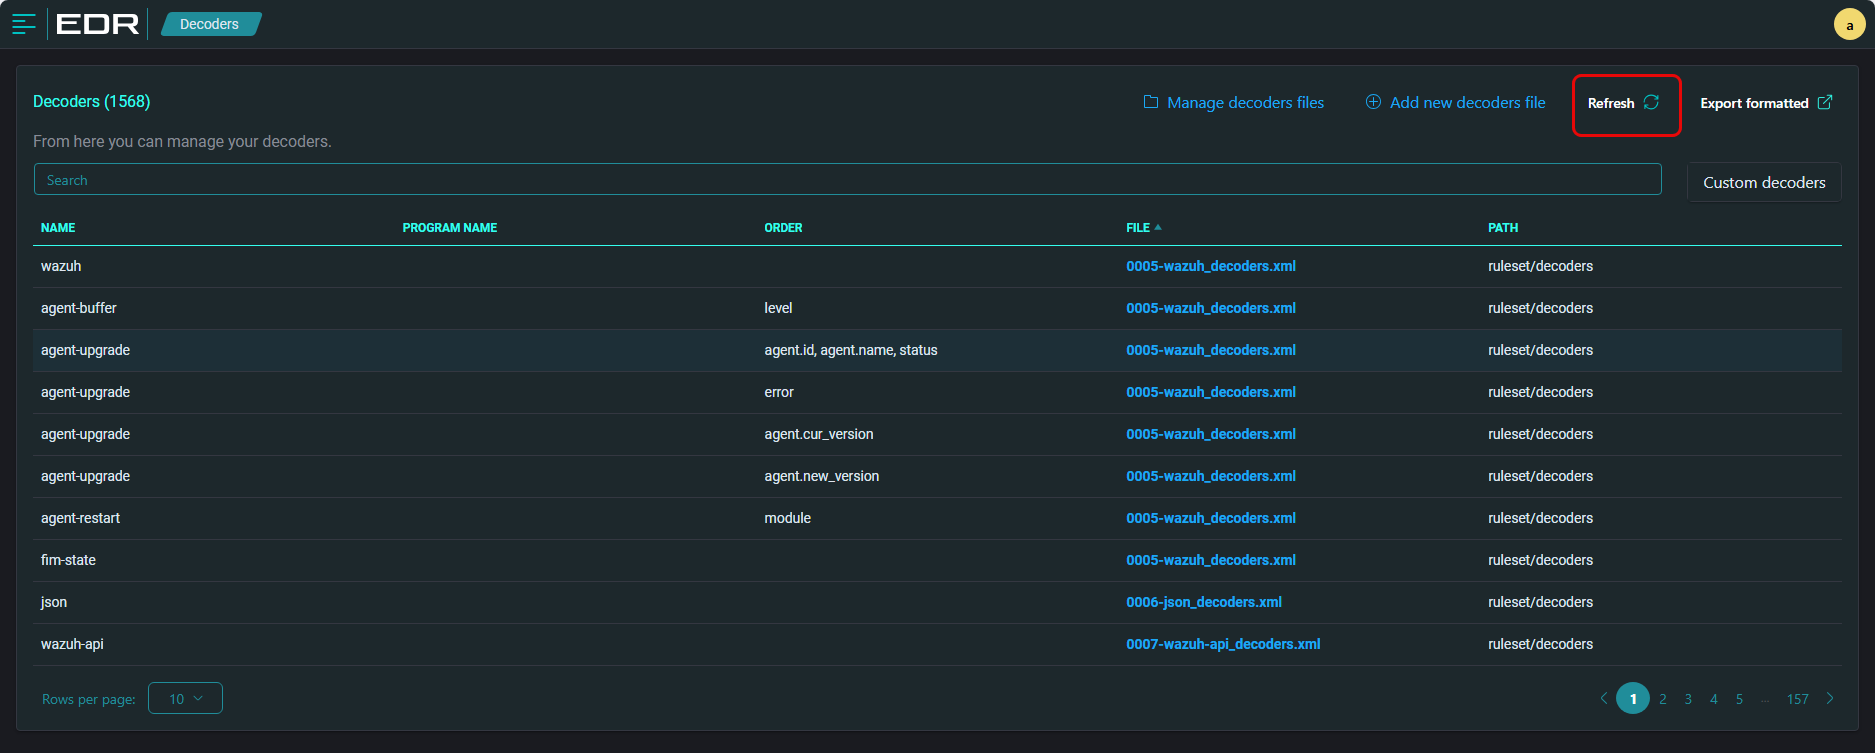 EDR Decoders a
Decoders (1568) Manage decoders files Add new decoders file Refresh Export formatted
From here you can manage your decoders.
Search Custom decoders
NAME PROGRAM NAME ORDER FILE PATH
wazuh 0005-wazuh_decoders.xml ruleset/decoders
agent-buffer level 0005-wazuh_decoders.xml ruleset/decoders
agent-upgrade agent.id, agent.name, status 0005-wazuh_decoders.xml ruleset/decoders
agent-upgrade error 0005-wazuh_decoders.xml ruleset/decoders
agent-upgrade agent.cur_version 0005-wazuh_decoders.xml ruleset/decoders
agent-upgrade agent.new_version 0005-wazuh_decoders.xml ruleset/decoders
agent-restart module 0005-wazuh_decoders.xml ruleset/decoders
fim-state 0005-wazuh_decoders.xml ruleset/decoders
json 0006-json_decoders.xml ruleset/decoders
wazuh-api 0007-wazuh-api_decoders.xml ruleset/decoders
Rows per page: 10 1 2 3 4 5 ... 157